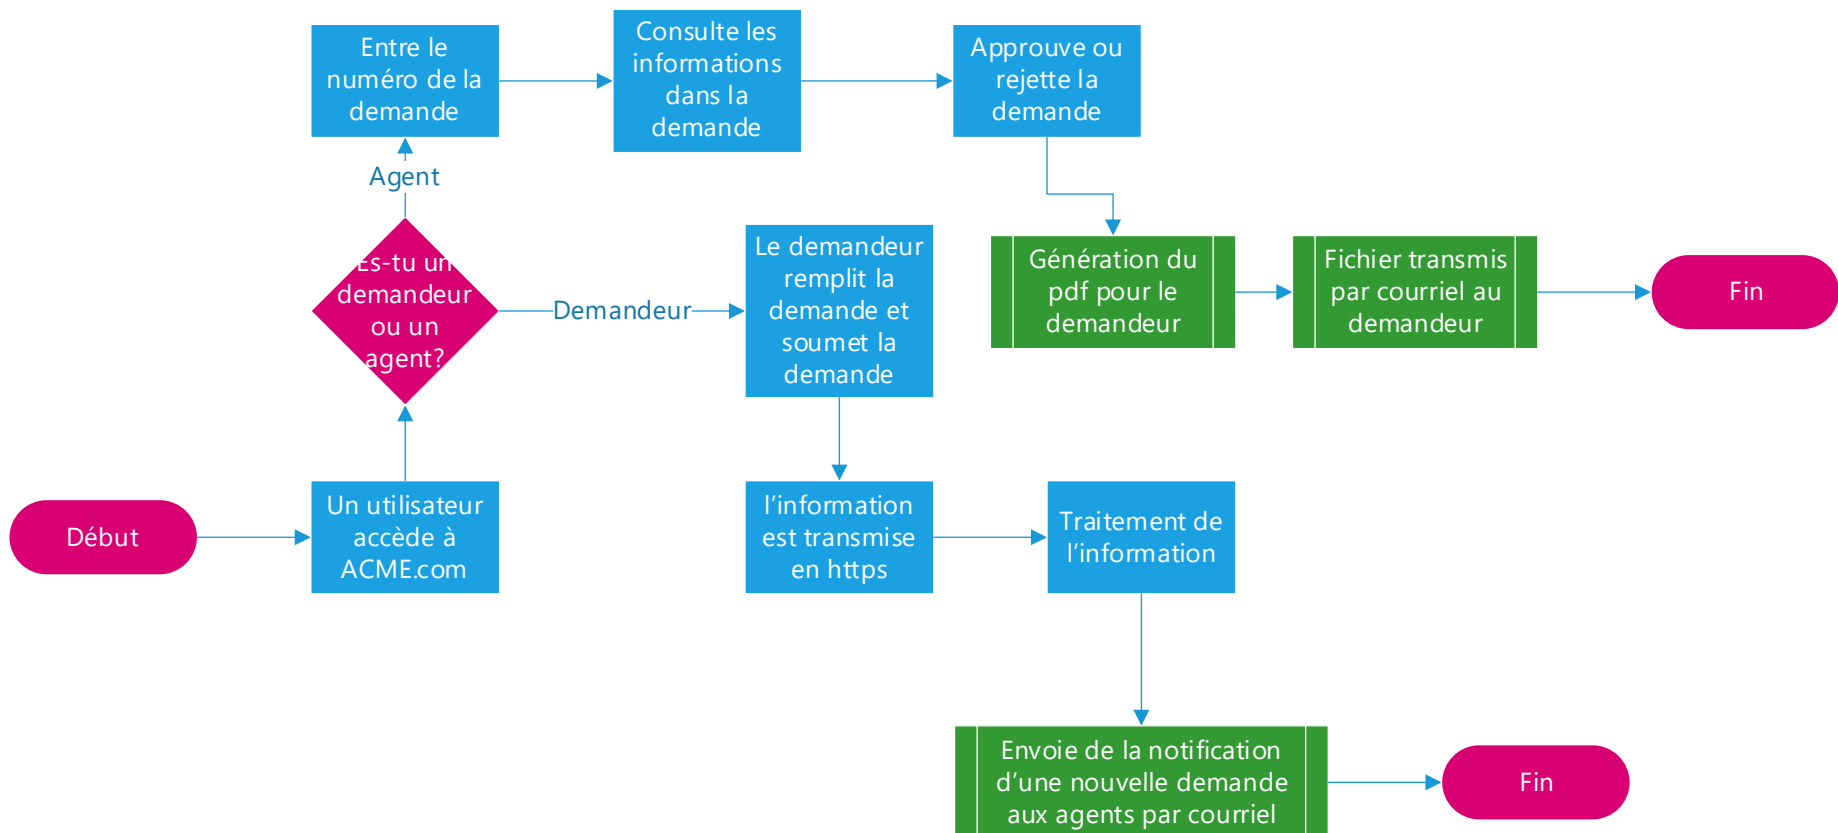 Entre le
numéro de la
demande
Consulte les
informations
dans la
demande
Approuve ou
rejette la
demande
Agent
Es-tu un
demandeur
ou un
agent?
Demandeur
Le demandeur
remplit la
demande et
soumet la
demande
Génération du
pdf pour le
demandeur
Fichier transmis
par courriel au
demandeur
Fin
Début
Un utilisateur
accède à
ACME.com
l’information
est transmise
en https
Traitement de
l’information
Envoie de la notification
d’une nouvelle demande
aux agents par courriel
Fin